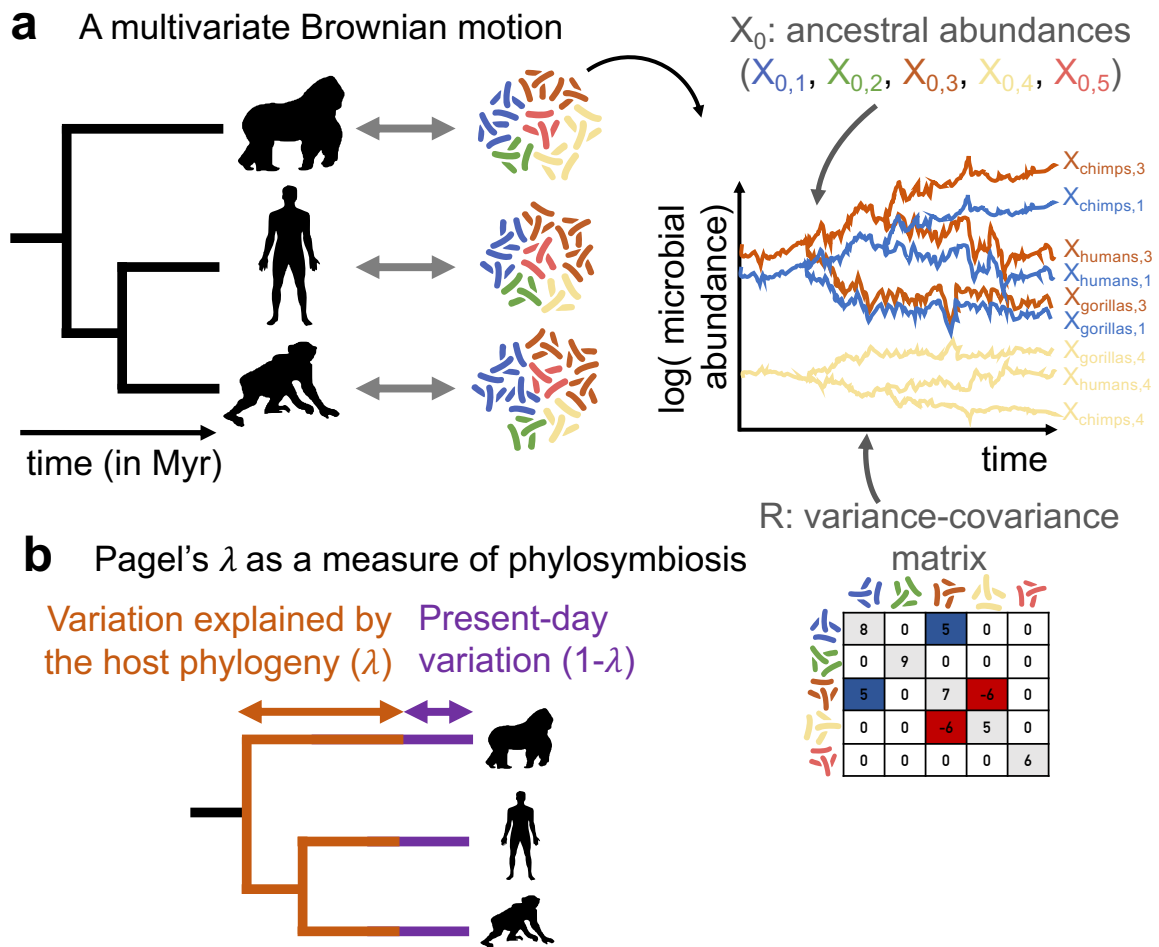 a A multivariate Brownian motion
X0: ancestral abundances
(X0,1, X0,2, X0,3, X0,4, X0,5)
log( microbial
abundance)
Xchimps,3
Xchimps,1
Xhumans,3
Xhumans,1
Xgorillas,3
Xgorillas,1
Xgorillas,4
Xhumans,4
Xchimps,4
time
time (in Myr)
R: variance-covariance
matrix
8 0 5 0 0
0 9 0 0 0
5 0 7 -6 0
0 0 -6 5 0
0 0 0 0 6
b Pagel's λ as a measure of phylosymbiosis
Variation explained by
the host phylogeny (λ)
Present-day
variation (1-λ)